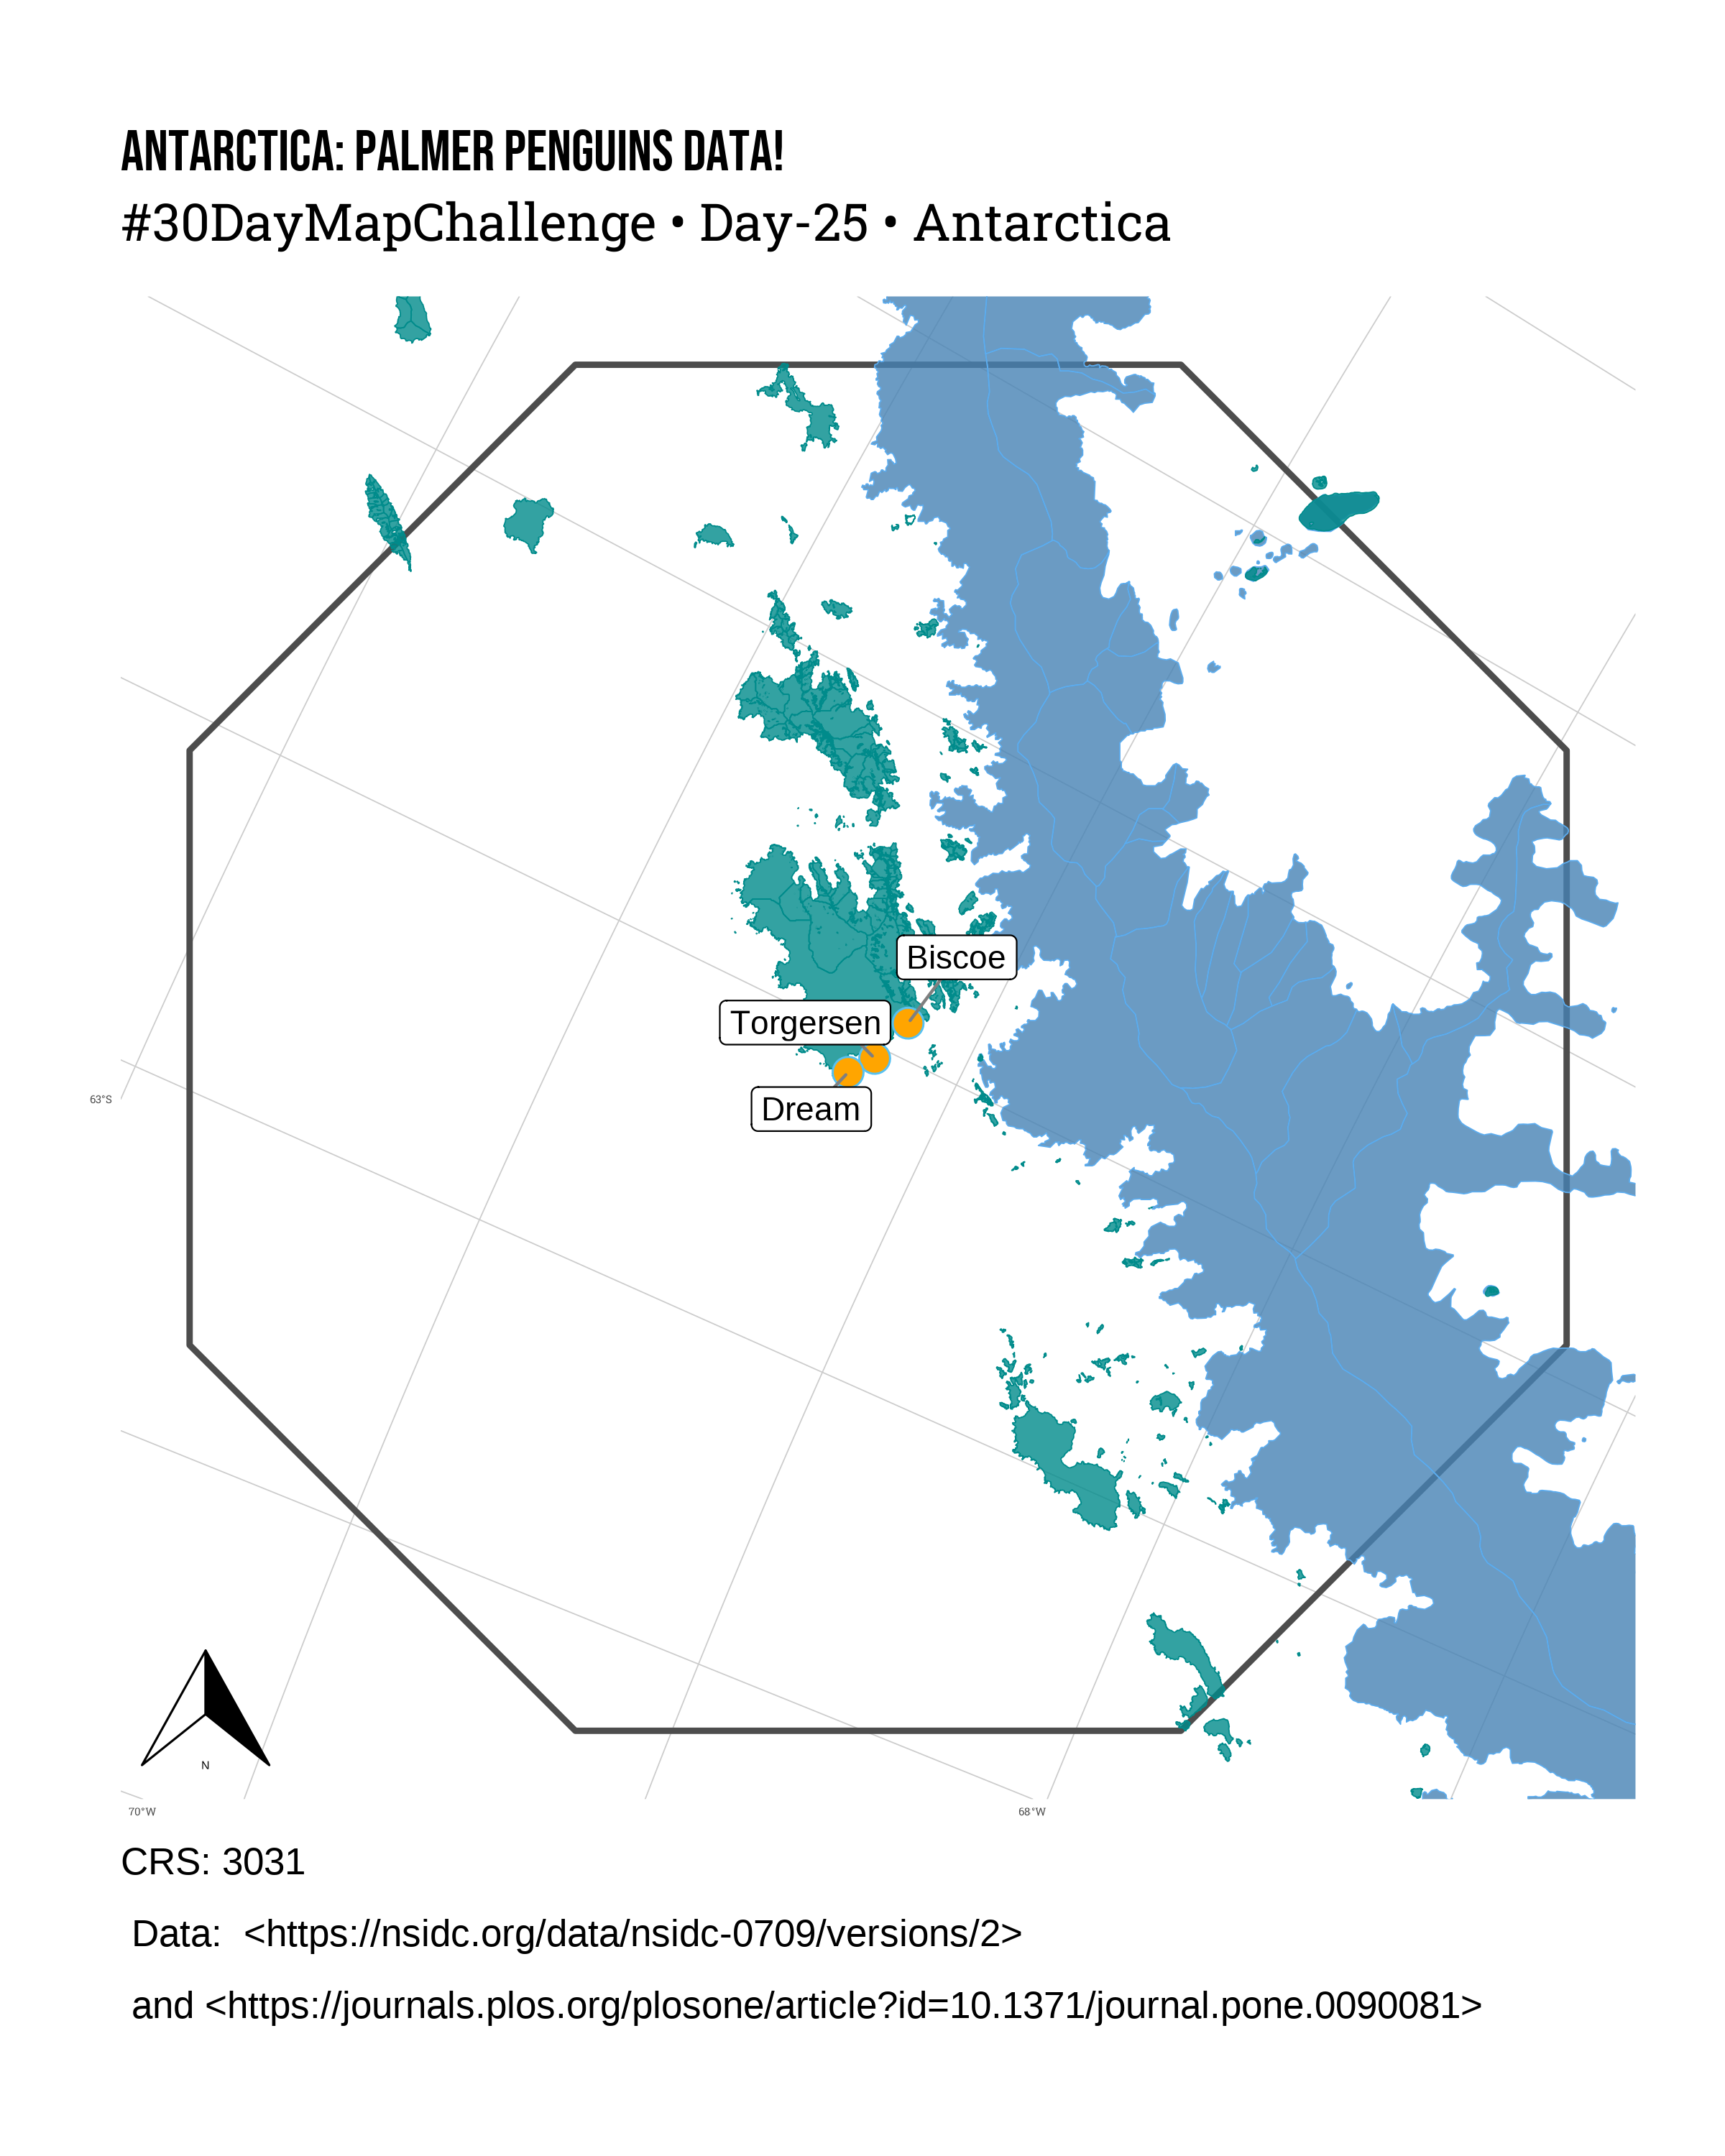 ANTARCTICA: PALMER PENGUINS DATA!
#30DayMapChallenge • Day-25 • Antarctica
Biscoe
Torgersen
Dream
63°S
N
70°W
68°W
CRS: 3031
Data:  <https://nsidc.org/data/nsidc-0709/versions/2>
and <https://journals.plos.org/plosone/article?id=10.1371/journal.pone.0090081>